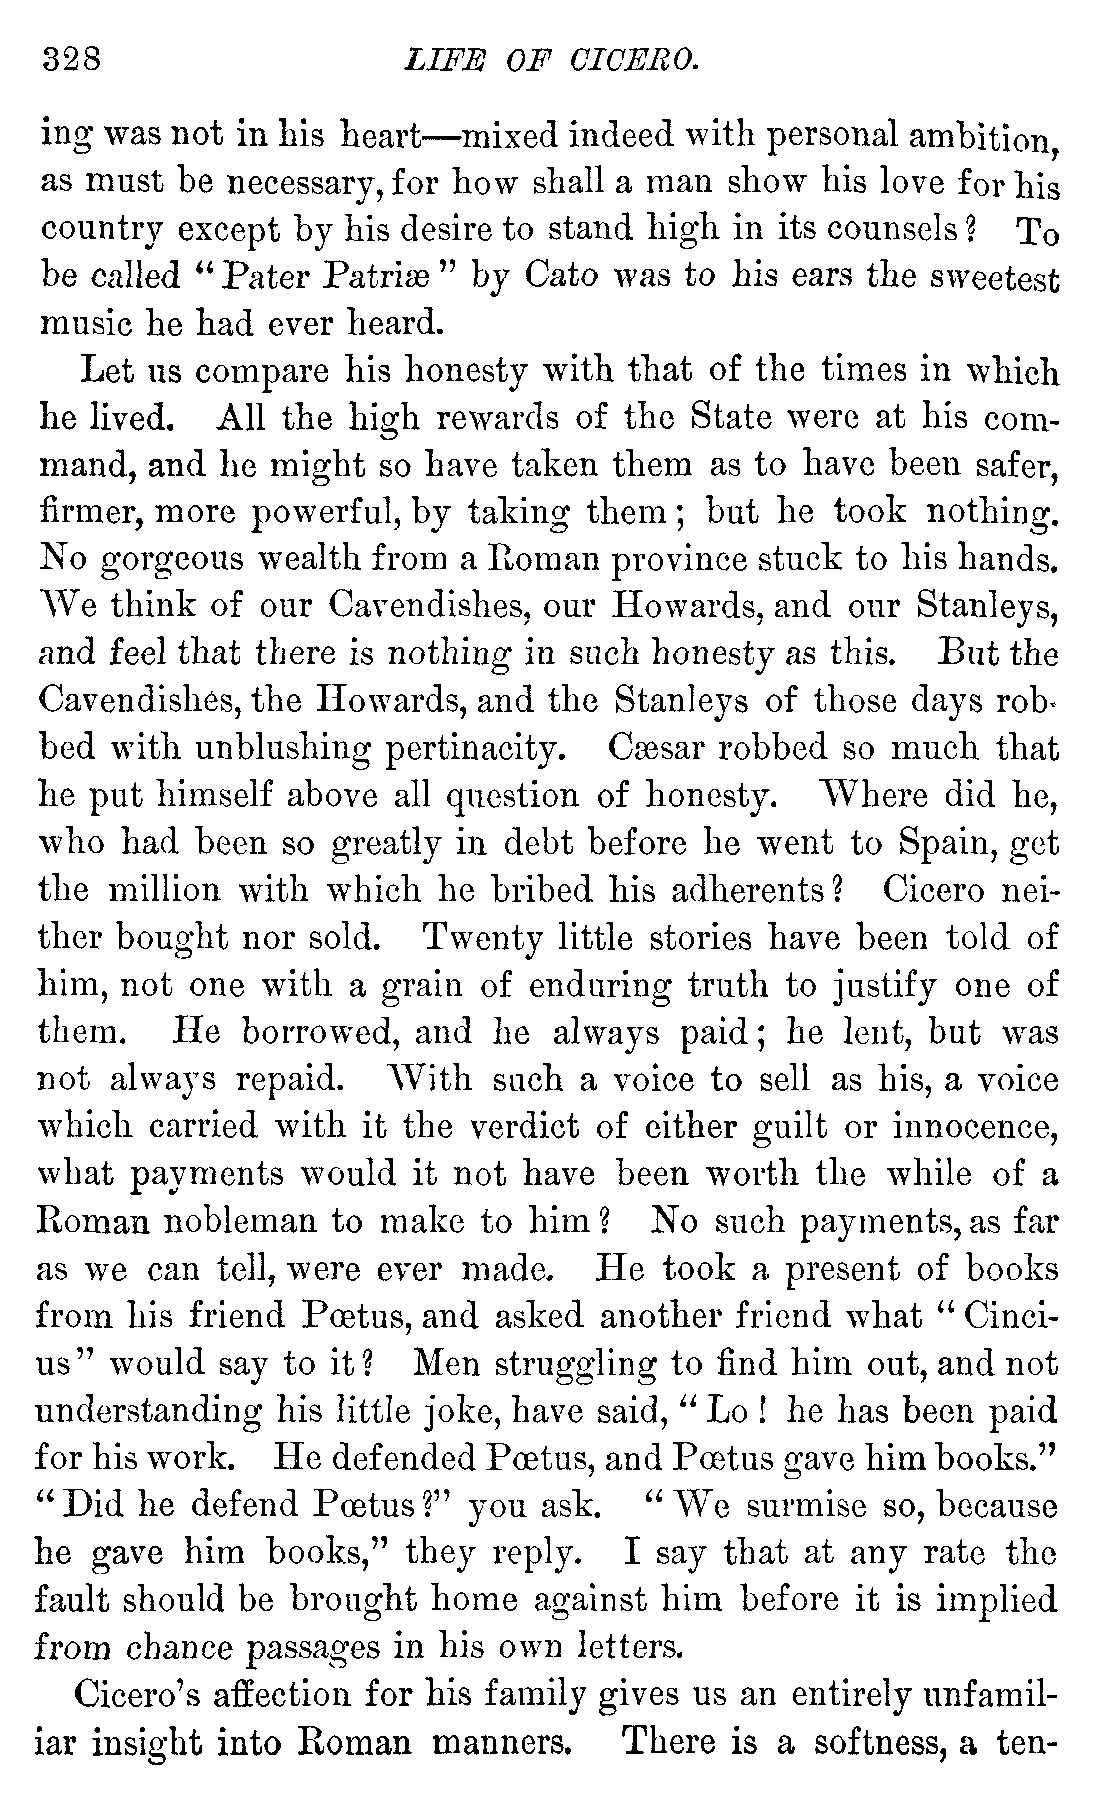 328 LIFE OF CICERO.
ing was not in his heart—mixed indeed with personal ambition,
as must be necessary, for how shall a man show his love for his
country except by his desire to stand high in its counsels? To
be called “Pater Patriæ” by Cato was to his ears the sweetest
music he had ever heard.
Let us compare his honesty with that of the times in which
he lived. All the high rewards of the State were at his com-
mand, and he might so have taken them as to have been safer,
firmer, more powerful, by taking them; but he took nothing.
No gorgeous wealth from a Roman province stuck to his hands.
We think of our Cavendishes, our Howards, and our Stanleys,
and feel that there is nothing in such honesty as this. But the
Cavendishes, the Howards, and the Stanleys of those days rob-
bed with unblushing pertinacity. Cæsar robbed so much that
he put himself above all question of honesty. Where did he,
who had been so greatly in debt before he went to Spain, get
the million with which he bribed his adherents? Cicero nei-
ther bought nor sold. Twenty little stories have been told of
him, not one with a grain of enduring truth to justify one of
them. He borrowed, and he always paid; he lent, but was
not always repaid. With such a voice to sell as his, a voice
which carried with it the verdict of either guilt or innocence,
what payments would it not have been worth the while of a
Roman nobleman to make to him? No such payments, as far
as we can tell, were ever made. He took a present of books
from his friend Pœtus, and asked another friend what “Cinci-
us” would say to it? Men struggling to find him out, and not
understanding his little joke, have said, “Lo! he has been paid
for his work. He defended Pœtus, and Pœtus gave him books.”
“Did he defend Pœtus?” you ask. “We surmise so, because
he gave him books,” they reply. I say that at any rate the
fault should be brought home against him before it is implied
from chance passages in his own letters.
Cicero’s affection for his family gives us an entirely unfamil-
iar insight into Roman manners. There is a softness, a ten-